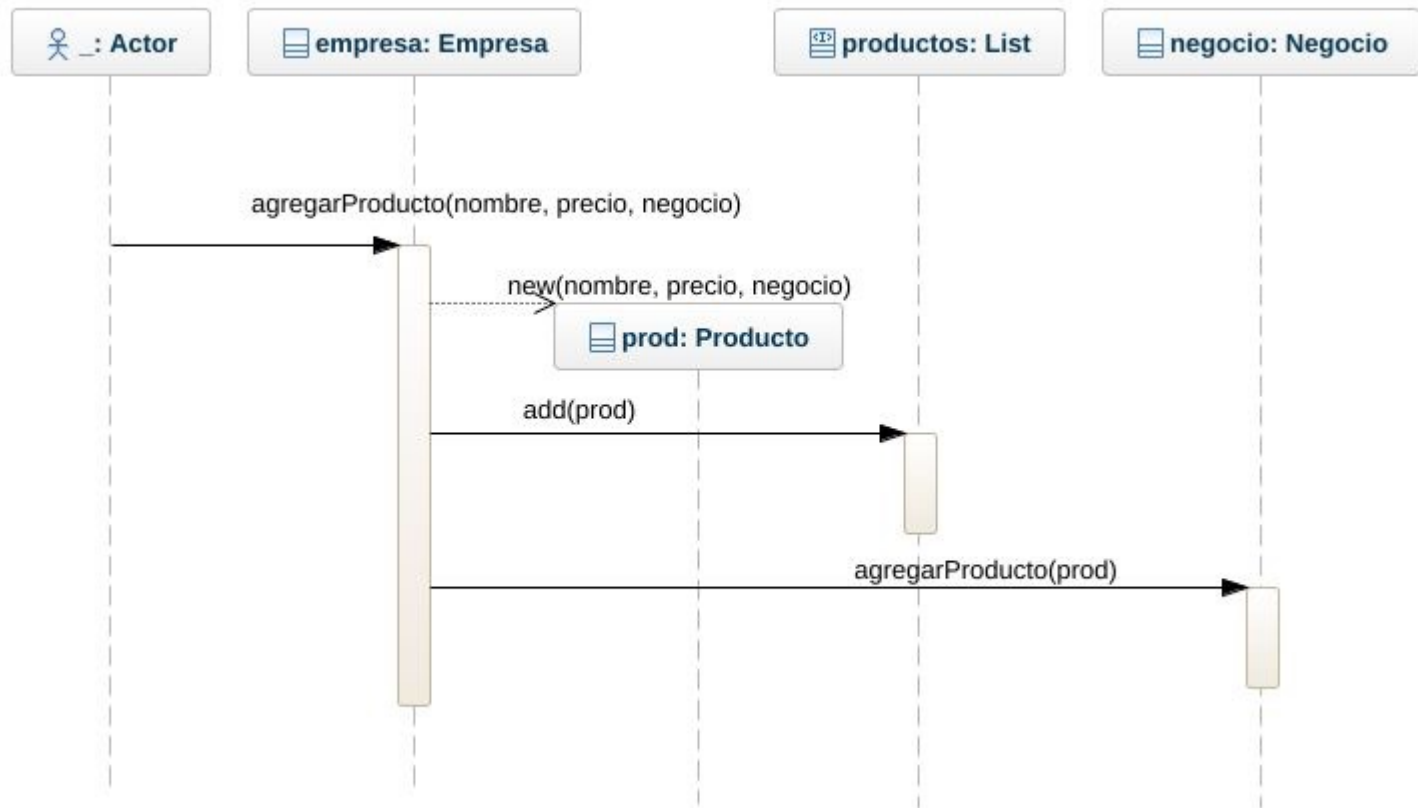 _: Actor
empresa: Empresa
productos: List
negocio: Negocio
agregarProducto(nombre, precio, negocio)
new(nombre, precio, negocio)
prod: Producto
add(prod)
agregarProducto(prod)